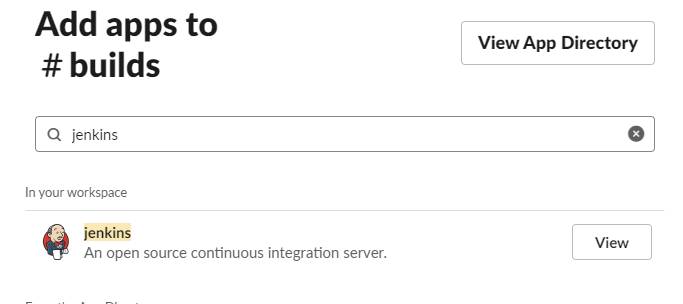 Add apps to
# builds
View App Directory
jenkins
In your workspace
jenkins
An open source continuous integration server.
View